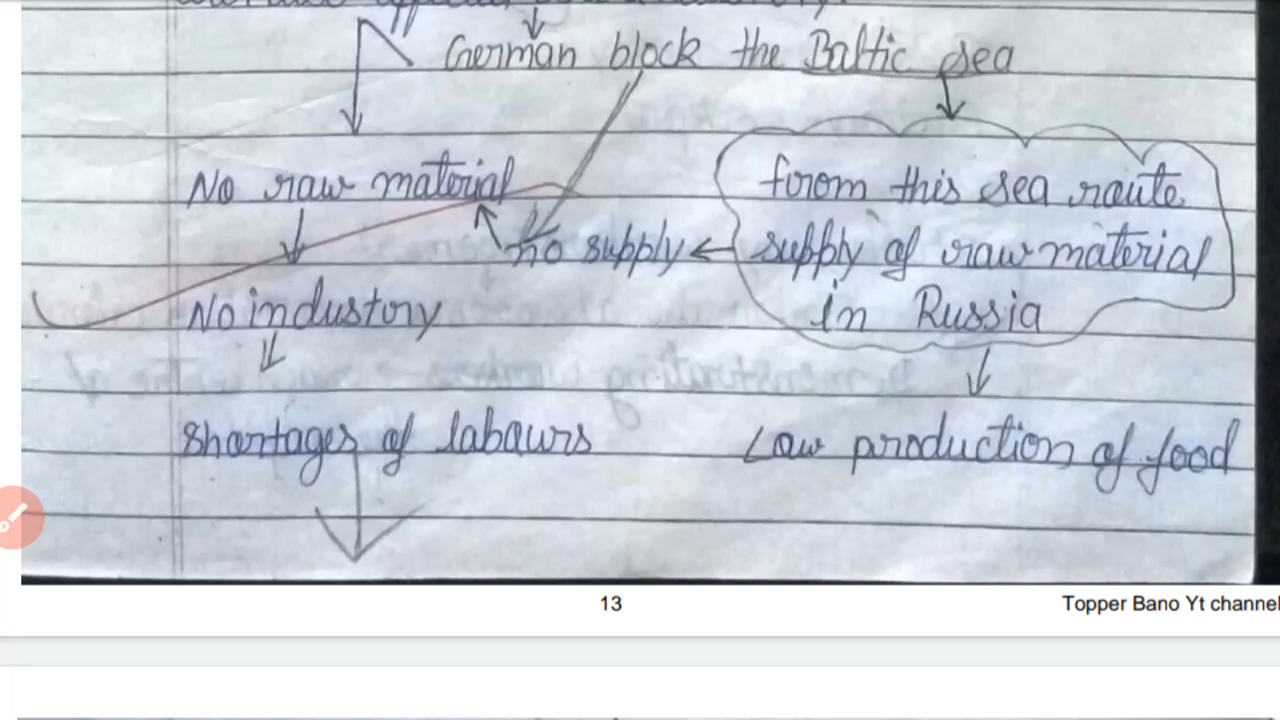 German block the Baltic sea
No raw material
from this sea route
no supply
supply of raw material
No industory
in Russia
Shortages of labours
Low production of food
13
Topper Bano Yt channel